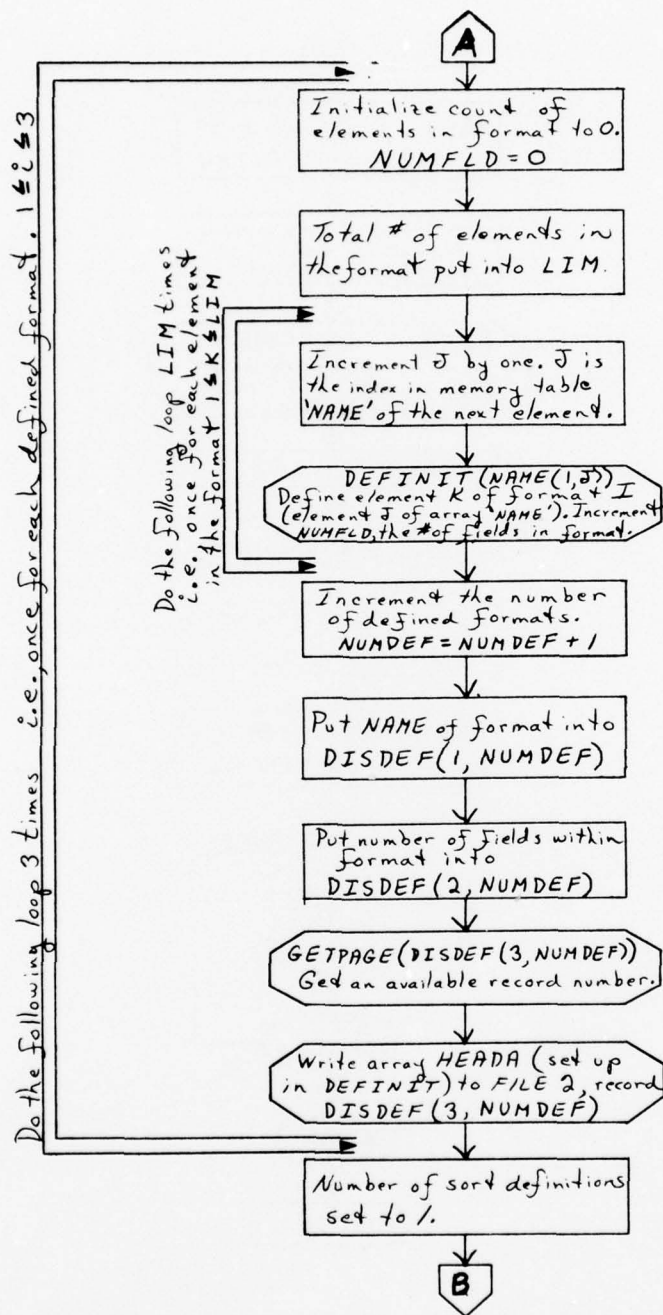 A
Initialize count of
elements in format to 0.
NUMFLD = 0
Total # of elements in
the format put into LIM.
Do the following loop LIM times
i.e. once for each element
in the format 1 ≤ K ≤ LIM
Increment J by one. J is
the index in memory table
'NAME' of the next element.
DEFINIT (NAME(1,J))
Define element K of format I
(element J of array 'NAME'). Increment
NUMFLD, the # of fields in format.
Increment the number
of defined formats.
NUMDEF = NUMDEF + 1
Put NAME of format into
DISDEF(1, NUMDEF)
Put number of fields within
format into
DISDEF(2, NUMDEF)
GETPAGE(DISDEF(3, NUMDEF))
Get an available record number.
Write array HEADA (set up
in DEFINIT) to FILE 2, record
DISDEF(3, NUMDEF)
Do the following loop 3 times i.e., once for each defined format. 1 ≤ i ≤ 3
Number of sort definitions
set to 1.
B